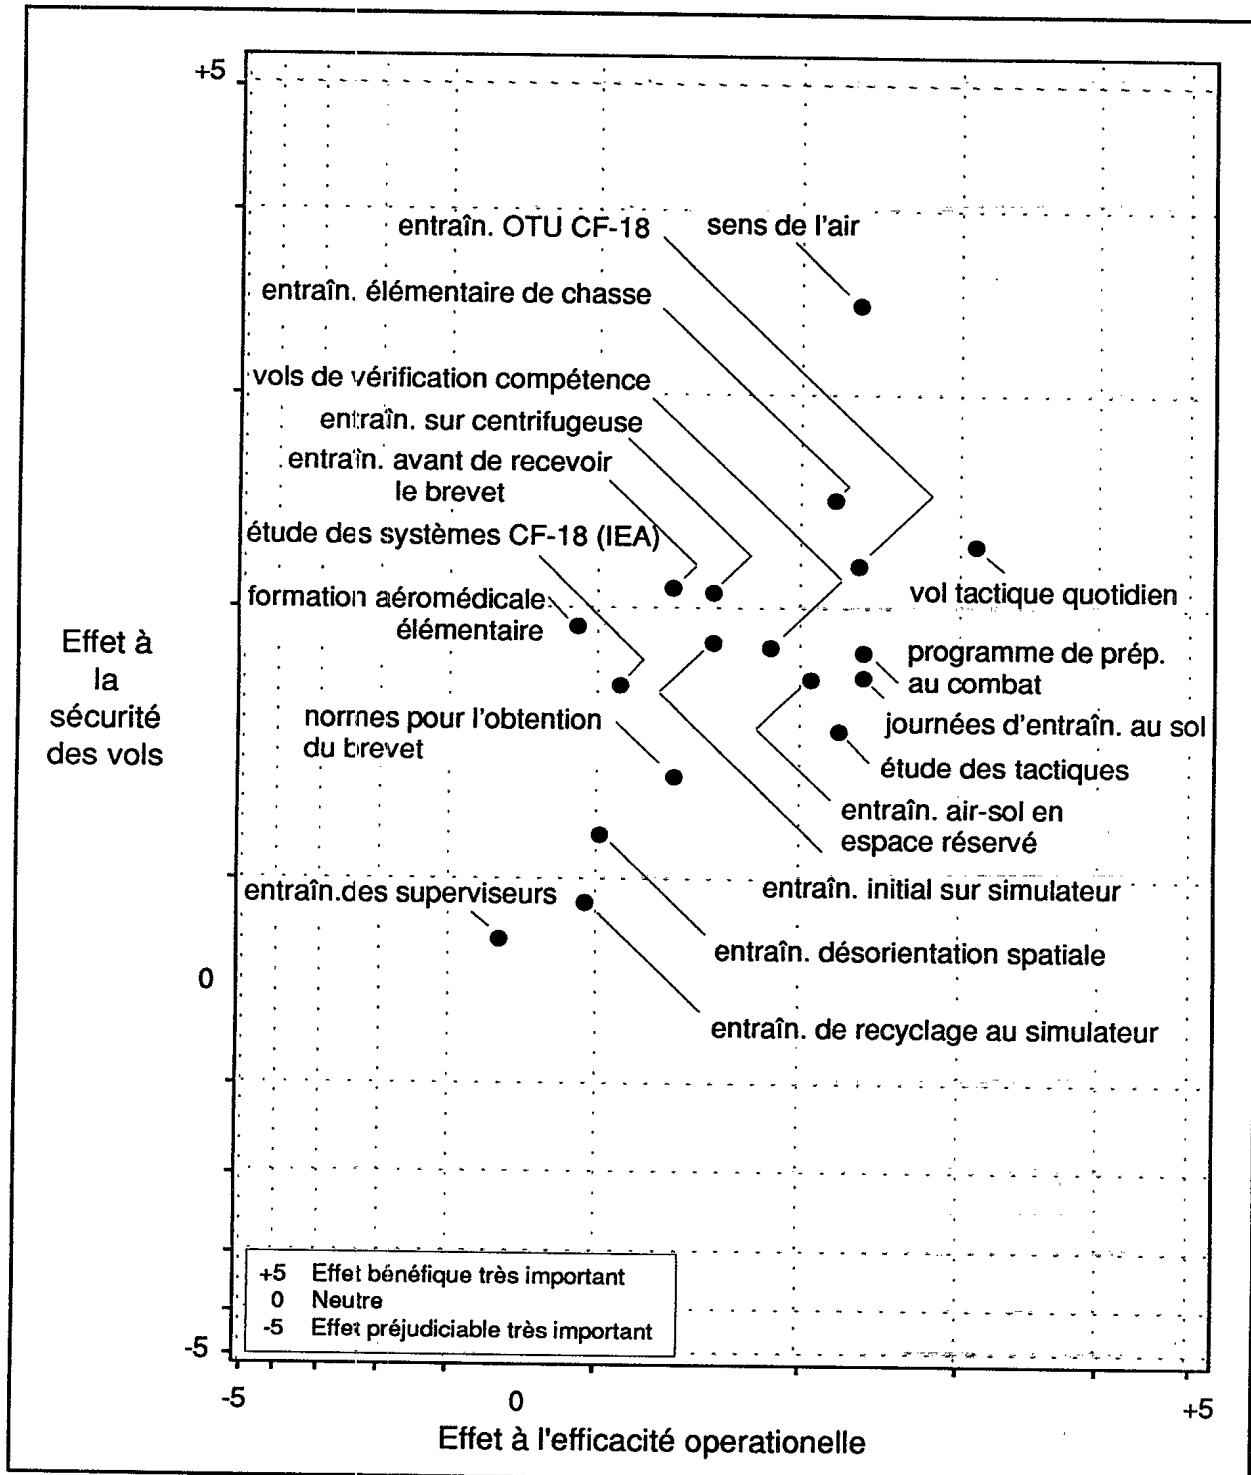 +5
entraîn. OTU CF-18
sens de l'air
entraîn. élémentaire de chasse
vols de vérification compétence
entraîn. sur centrifugeuse
entraîn. avant de recevoir
le brevet
étude des systèmes CF-18 (IEA)
formation aéromédicale
élémentaire
vol tactique quotidien
Effet à
la
sécurité
des vols
programme de prép.
au combat
normes pour l'obtention
du brevet
journées d'entraîn. au sol
étude des tactiques
entraîn. air-sol en
espace réservé
entraîn.des superviseurs
entraîn. initial sur simulateur
entraîn. désorientation spatiale
0
entraîn. de recyclage au simulateur
+5 Effet bénéfique très important
0 Neutre
-5 Effet préjudiciable très important
-5
-5
0
+5
Effet à l'efficacité operationelle